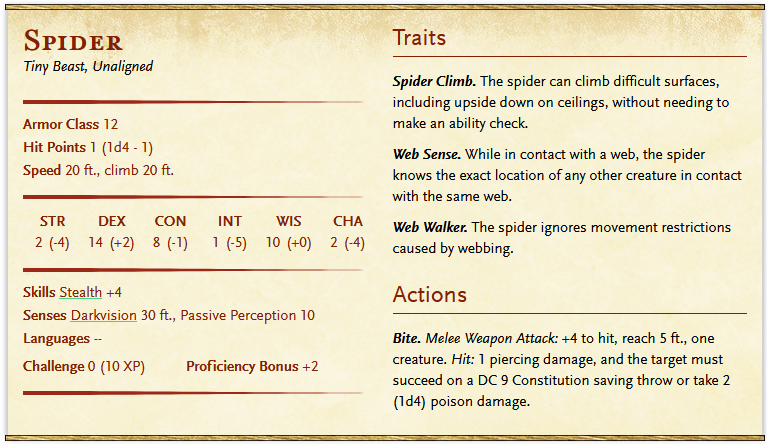 Spider
Tiny Beast, Unaligned
Armor Class 12
Hit Points 1 (1d4 - 1)
Speed 20 ft., climb 20 ft.
STR DEX CON INT WIS CHA
2 (-4) 14 (+2) 8 (-1) 1 (-5) 10 (+0) 2 (-4)
Skills Stealth +4
Senses Darkvision 30 ft., Passive Perception 10
Languages --
Challenge 0 (10 XP) Proficiency Bonus +2
Traits
Spider Climb. The spider can climb difficult surfaces,
including upside down on ceilings, without needing to
make an ability check.
Web Sense. While in contact with a web, the spider
knows the exact location of any other creature in contact
with the same web.
Web Walker. The spider ignores movement restrictions
caused by webbing.
Actions
Bite. Melee Weapon Attack: +4 to hit, reach 5 ft., one
creature. Hit: 1 piercing damage, and the target must
succeed on a DC 9 Constitution saving throw or take 2
(1d4) poison damage.